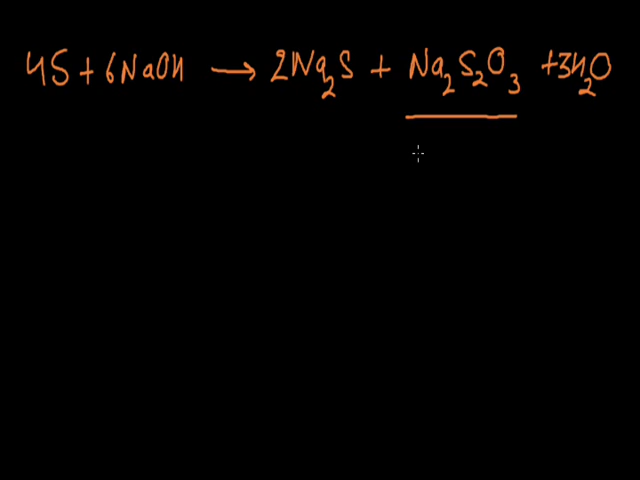 4S + 6NaOH → 2Na₂S + Na₂S₂O₃ + 3H₂O